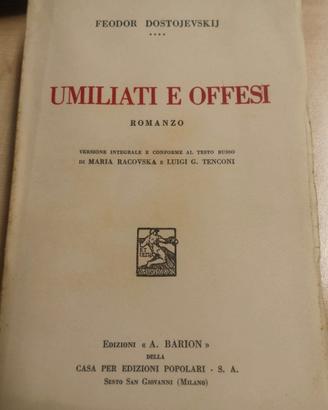 FEODOR DOSTOJEVSKIJ
****
UMILIATI E OFFESI
ROMANZO
VERSIONE INTEGRALE E CONFORME AL TESTO RUSSO
DI MARIA RACOVSKA E LUIGI G. TENCONI
EDIZIONI « A. BARION »
DELLA
CASA PER EDIZIONI POPOLARI - S. A.
SESTO SAN GIOVANNI (MILANO)